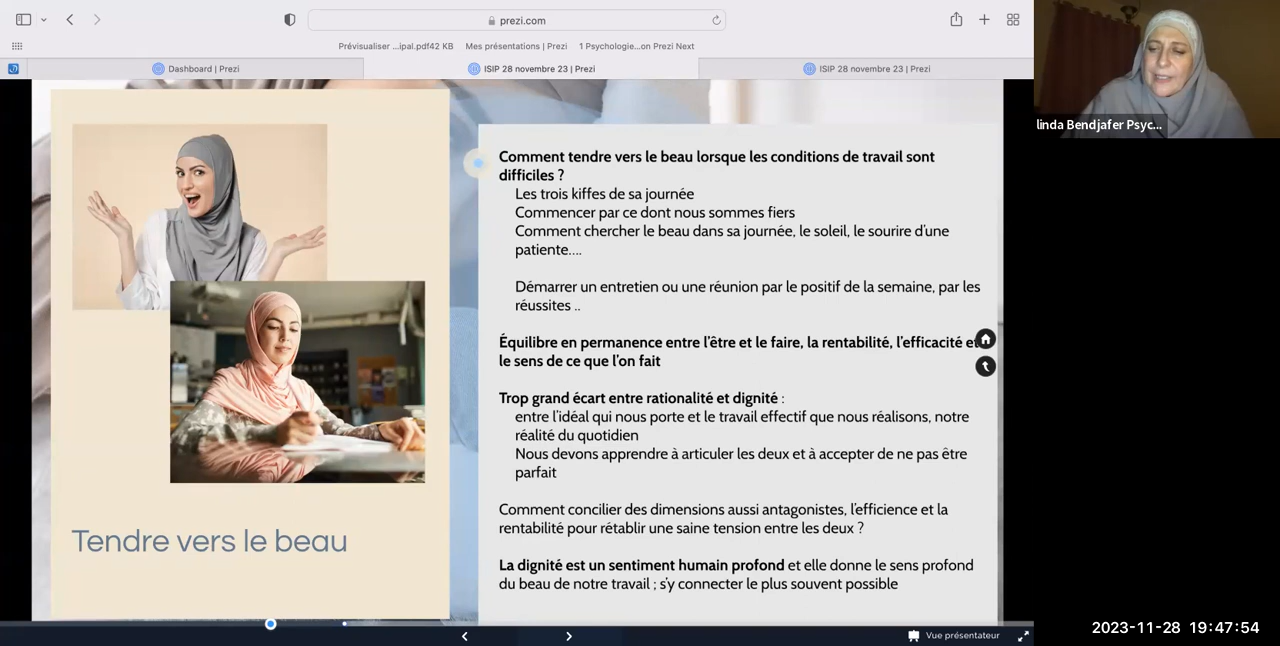 prezi.com
Prévisualiser ...ipal.pdf42 KB
Mes présentations | Prezi
1 Psychologie...on Prezi Next
Dashboard | Prezi
ISIP 28 novembre 23 | Prezi
ISIP 28 novembre 23 | Prezi
linda Bendjafer Psyc...
Comment tendre vers le beau lorsque les conditions de travail sont
difficiles ?
Les trois kiffes de sa journée
Commencer par ce dont nous sommes fiers
Comment chercher le beau dans sa journée, le soleil, le sourire d'une
patiente....
Démarrer un entretien ou une réunion par le positif de la semaine, par les
réussites ..
Équilibre en permanence entre l'être et le faire, la rentabilité, l'efficacité et
le sens de ce que l'on fait
Trop grand écart entre rationalité et dignité :
entre l'idéal qui nous porte et le travail effectif que nous réalisons, notre
réalité du quotidien
Nous devons apprendre à articuler les deux et à accepter de ne pas être
parfait
Comment concilier des dimensions aussi antagonistes, l'efficience et la
rentabilité pour rétablir une saine tension entre les deux ?
La dignité est un sentiment humain profond et elle donne le sens profond
du beau de notre travail ; s'y connecter le plus souvent possible
Tendre vers le beau
Vue présentateur
2023-11-28 19:47:54